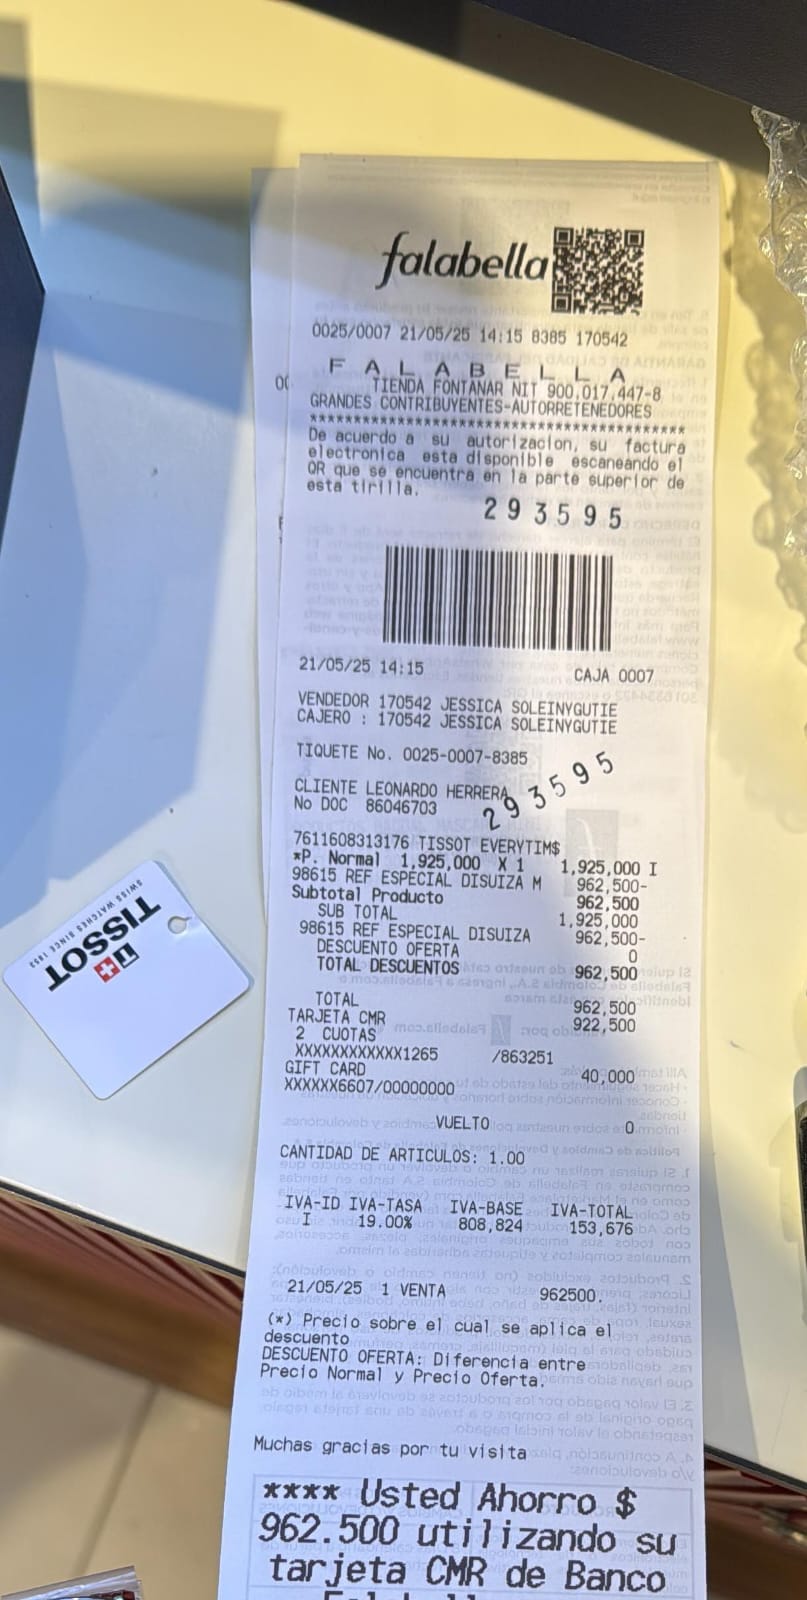 falabella
0025/0007 21/05/25 14:15 8385 170542
F A L A B E L L A
TIENDA FONTANAR NIT 900.017.447-8
GRANDES CONTRIBUYENTES-AUTORRETENEDORES
******************************************
De acuerdo a su autorizacion, su factura
electronica esta disponible escaneando el
QR que se encuentra en la parte superior de
esta tirilla.
293595
21/05/25 14:15 CAJA 0007
VENDEDOR 170542 JESSICA SOLEINYGUTIE
CAJERO : 170542 JESSICA SOLEINYGUTIE
TIQUETE No. 0025-0007-8385
CLIENTE LEONARDO HERRERA
No DOC 86046703
293595
7611608313176 TISSOT EVERYTIM$
*P. Normal 1,925,000 X 1 1,925,000 I
98615 REF ESPECIAL DISUIZA M 962,500-
Subtotal Producto 962,500
SUB TOTAL 1,925,000
98615 REF ESPECIAL DISUIZA 962,500-
DESCUENTO OFERTA 0
TOTAL DESCUENTOS 962,500
TOTAL 962,500
TARJETA CMR 922,500
2 CUOTAS
XXXXXXXXXXXX1265 /863251
GIFT CARD 40,000
XXXXXX6607/00000000
VUELTO 0
CANTIDAD DE ARTICULOS: 1.00
IVA-ID IVA-TASA IVA-BASE IVA-TOTAL
I 19.00% 808,824 153,676
21/05/25 1 VENTA 962500.
(*) Precio sobre el cual se aplica el
descuento
DESCUENTO OFERTA: Diferencia entre
Precio Normal y Precio Oferta.
Muchas gracias por tu visita
**** Usted Ahorro $
962.500 utilizando su
tarjeta CMR de Banco
TISSOT
SWISS WATCHES SINCE 1853